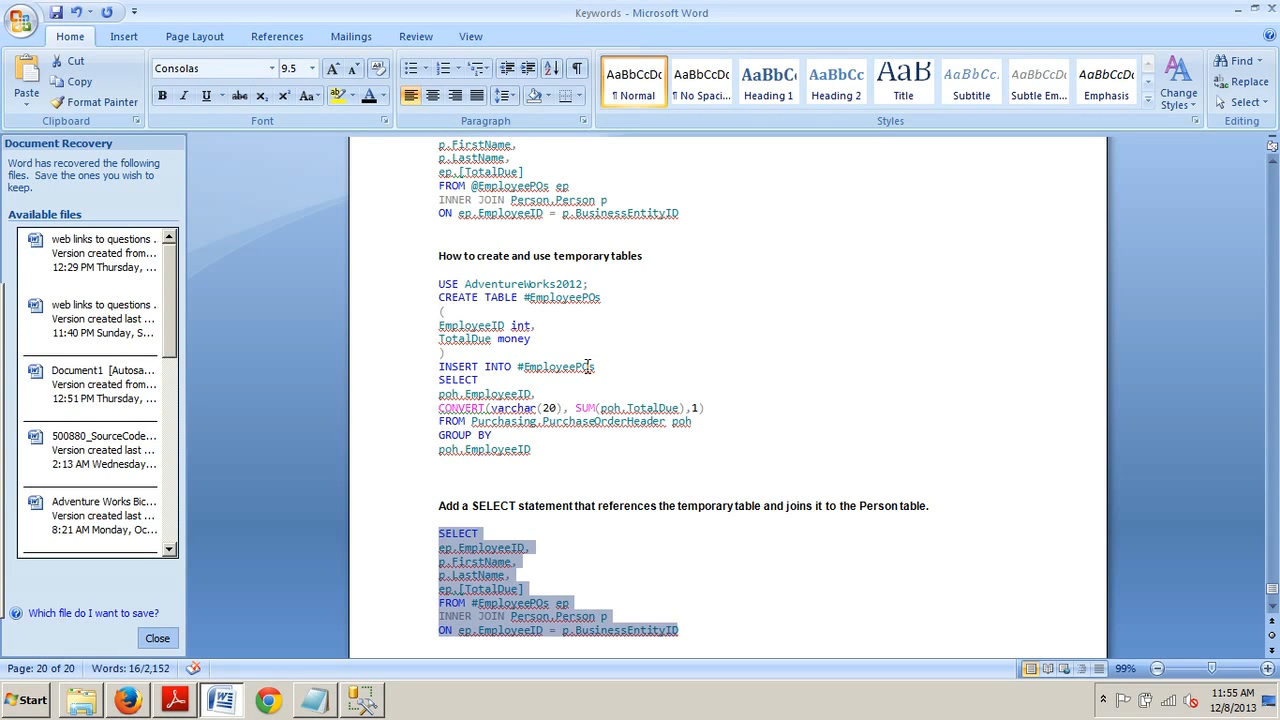 Keywords - Microsoft Word
Home Insert Page Layout References Mailings Review View
Paste
Cut
Copy
Format Painter
Clipboard
Consolas 9.5
Font
Paragraph
AaBbCcDc ¶ Normal
AaBbCcDc ¶ No Spaci...
AaBbCc Heading 1
AaBbCc Heading 2
AaB Title
AaBbCc. Subtitle
AaBbCcDc Subtle Em...
AaBbCcDc Emphasis
Change Styles
Styles
Find
Replace
Select
Editing
Document Recovery
Word has recovered the following
files. Save the ones you wish to
keep.
Available files
web links to questions .
Version created from...
12:29 PM Thursday, ...
web links to questions .
Version created last ...
11:40 PM Sunday, S...
Document1 [Autosa...
Version created from...
12:51 PM Thursday, ...
500880_SourceCode...
Version created last ...
2:13 AM Wednesday...
Adventure Works Bic...
Version created last ...
8:21 AM Monday, Oc...
Which file do I want to save?
Close
p.FirstName,
p.LastName,
ep.[TotalDue]
FROM @EmployeePOs ep
INNER JOIN Person.Person p
ON ep.EmployeeID = p.BusinessEntityID
How to create and use temporary tables
USE AdventureWorks2012;
CREATE TABLE #EmployeePOs
(
EmployeeID int,
TotalDue money
)
INSERT INTO #EmployeePOs
SELECT
poh.EmployeeID,
CONVERT(varchar(20), SUM(poh.TotalDue),1)
FROM Purchasing.PurchaseOrderHeader poh
GROUP BY
poh.EmployeeID
Add a SELECT statement that references the temporary table and joins it to the Person table.
SELECT
ep.EmployeeID,
p.FirstName,
p.LastName,
ep.[TotalDue]
FROM #EmployeePOs ep
INNER JOIN Person.Person p
ON ep.EmployeeID = p.BusinessEntityID
Page: 20 of 20 Words: 16/2,152
99%
Start
11:55 AM
12/8/2013